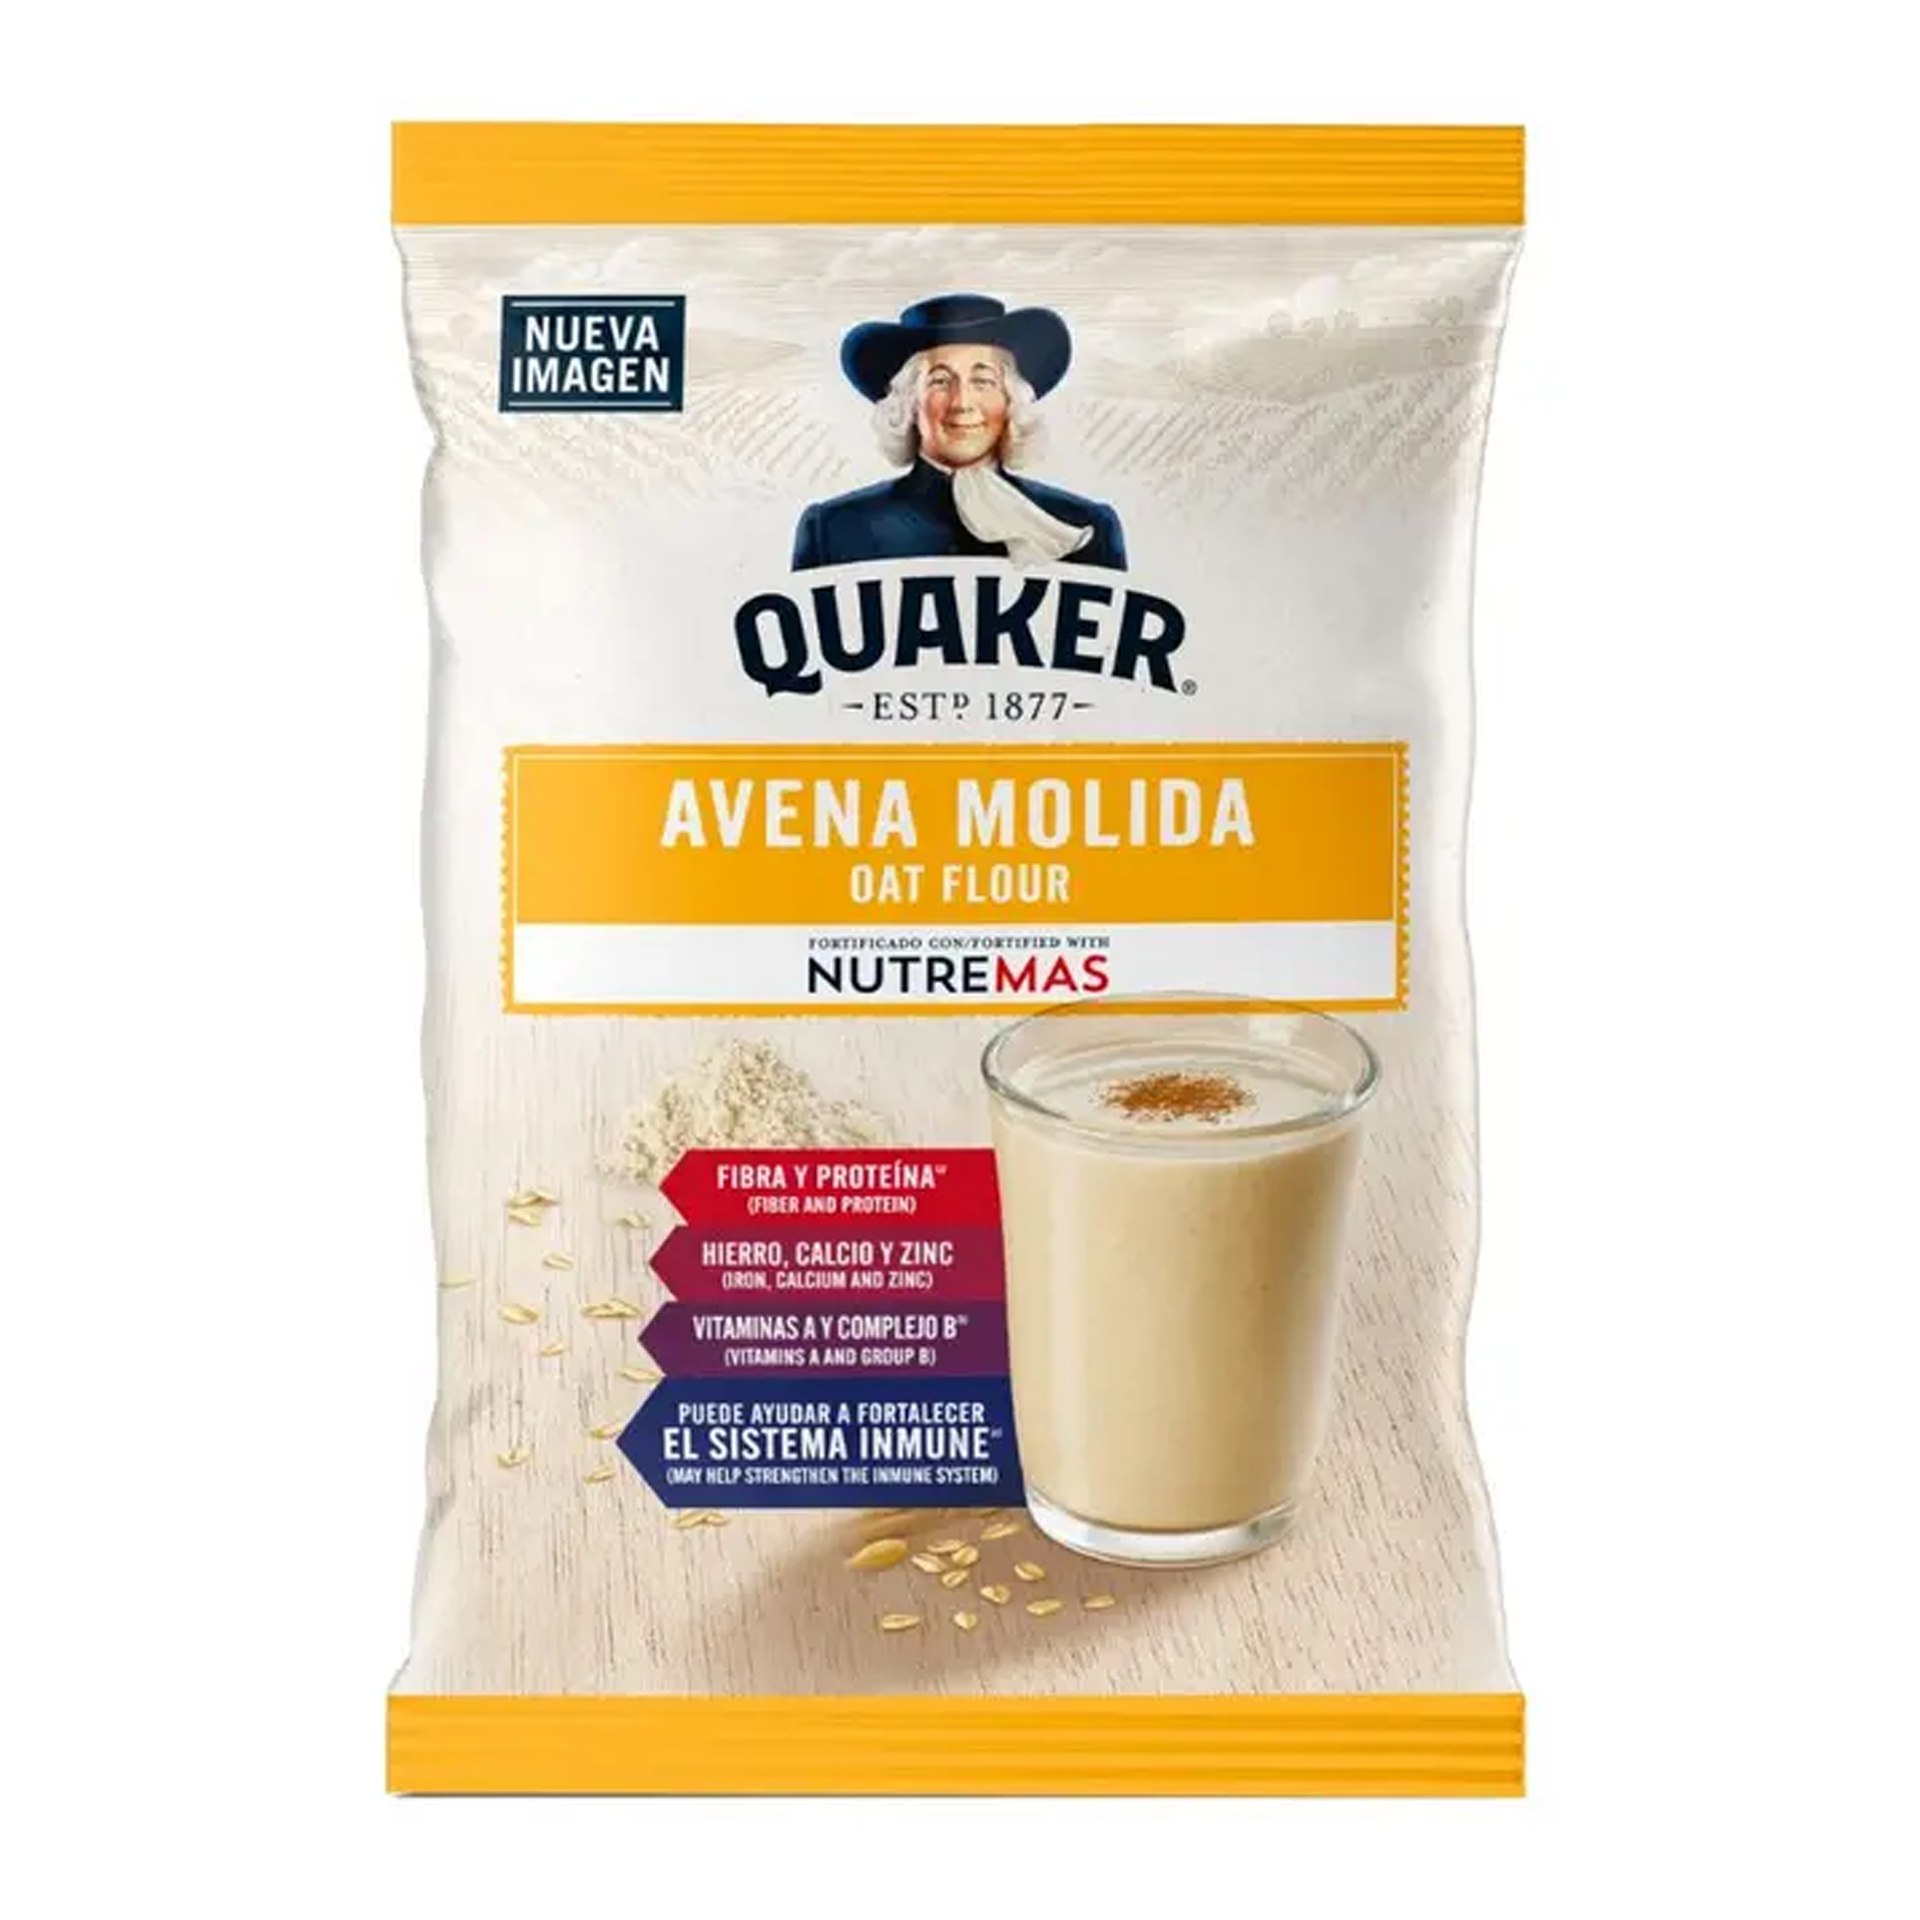 NUEVA
IMAGEN
QUAKER®
-ESTD. 1877-
AVENA MOLIDA
OAT FLOUR
FORTIFICADO CON/FORTIFIED WITH
NUTREMAS
FIBRA Y PROTEÍNA
(FIBER AND PROTEIN)
HIERRO, CALCIO Y ZINC
(IRON, CALCIUM AND ZINC)
VITAMINAS A Y COMPLEJO B
(VITAMINS A AND GROUP B)
PUEDE AYUDAR A FORTALECER
EL SISTEMA INMUNE
(MAY HELP STRENGTHEN THE INMUNE SYSTEM)